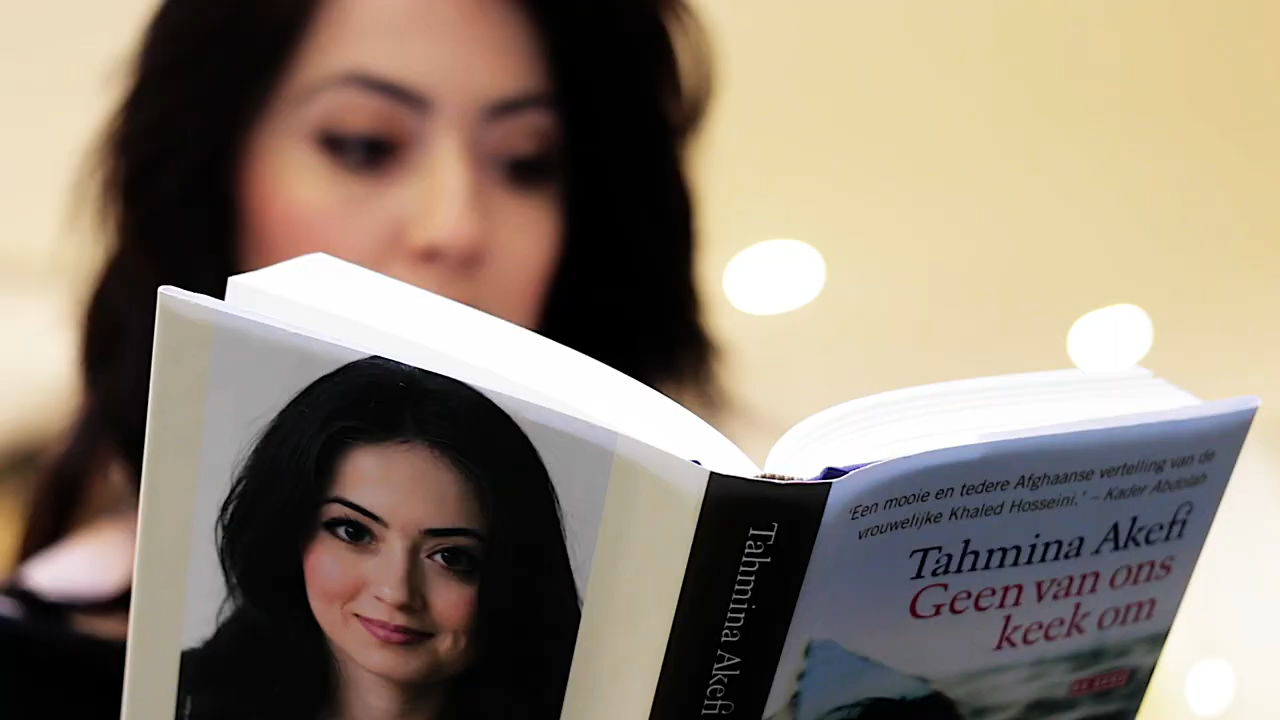 Tahmina Akefi
'Een mooie en tedere Afghaanse vertelling van de
vrouwelijke Khaled Hosseini.' – Kader Abdolah
Tahmina Akefi
Geen van ons
keek om